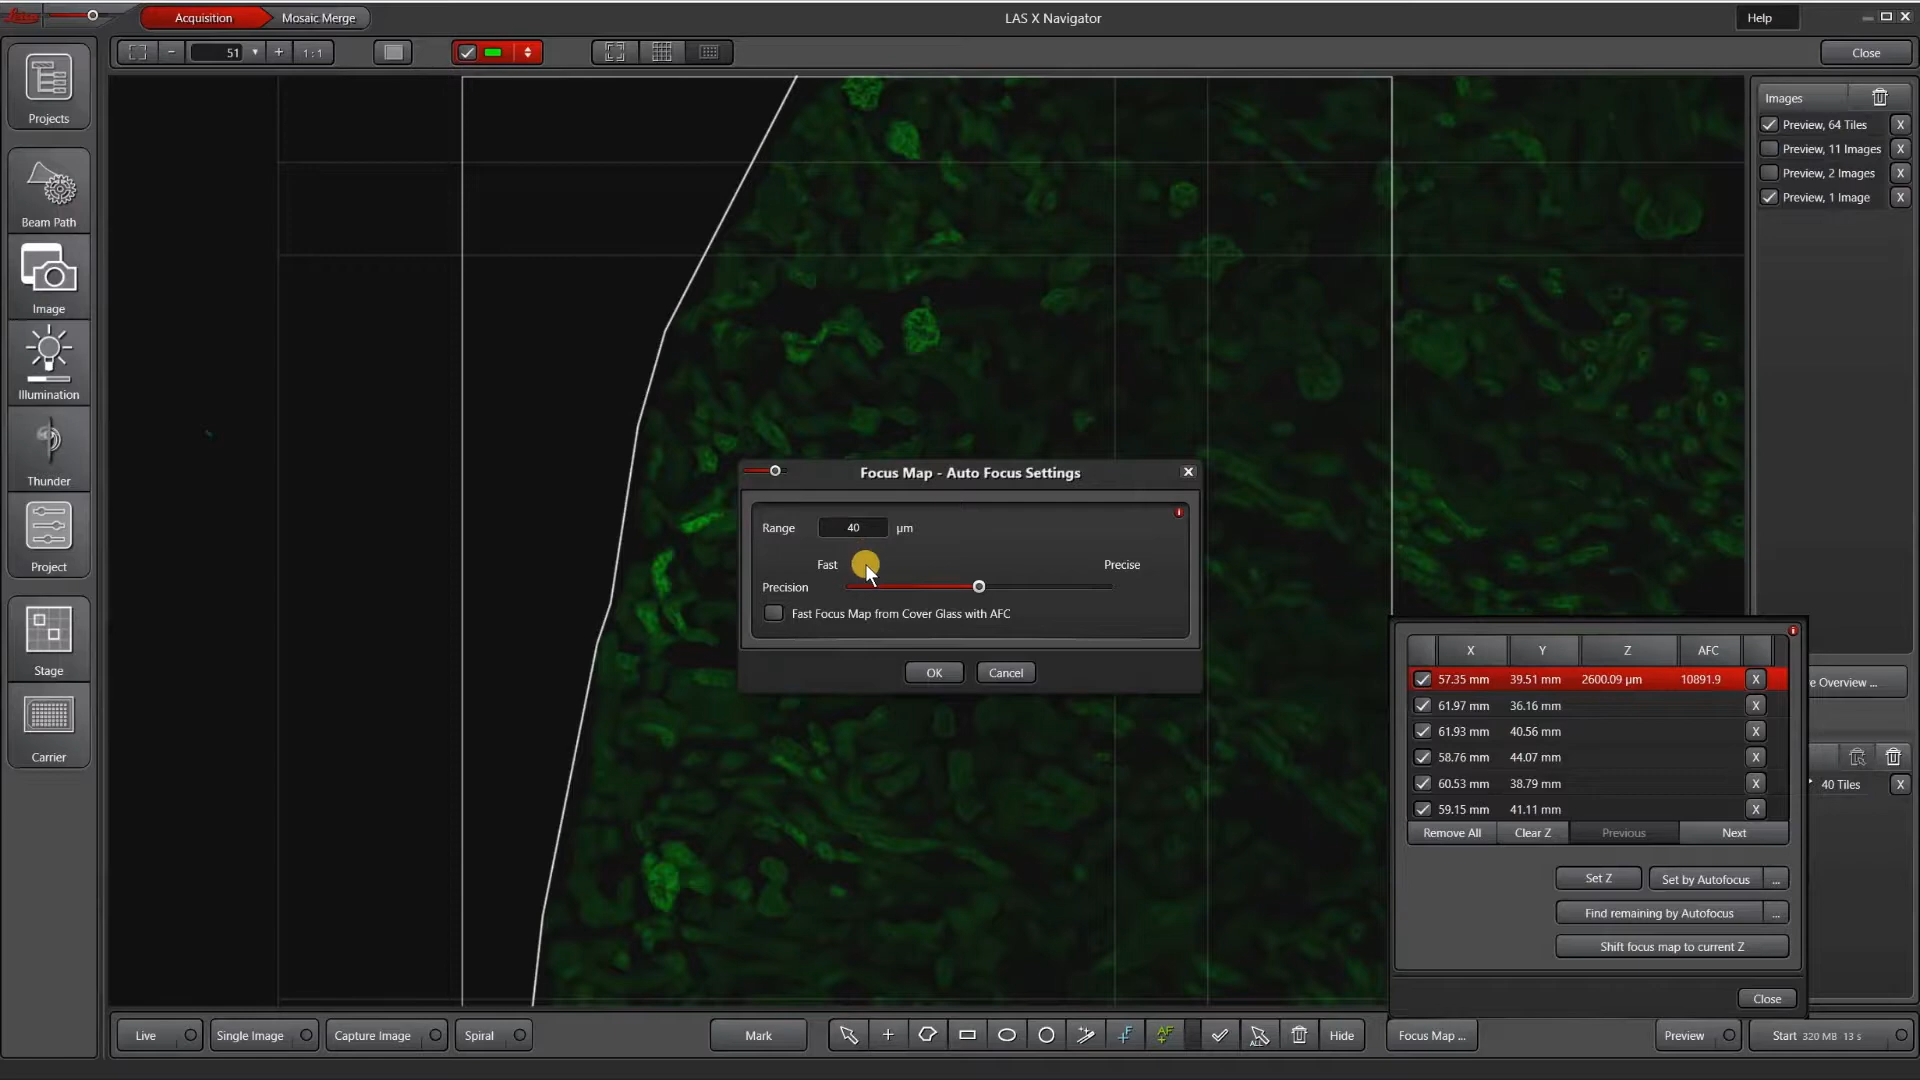 Leica
Acquisition
Mosaic Merge
LAS X Navigator
Help
51
1:1
Close
Projects
Beam Path
Image
Illumination
Thunder
Project
Stage
Carrier
Images
Preview, 64 Tiles X
Preview, 11 Images X
Preview, 2 Images X
Preview, 1 Image X
Focus Map - Auto Focus Settings
Range 40 µm
Fast Precise
Precision
Fast Focus Map from Cover Glass with AFC
OK Cancel
X Y Z AFC
57.35 mm 39.51 mm 2600.09 µm 10891.9 X
61.97 mm 36.16 mm X
61.93 mm 40.56 mm X
58.76 mm 44.07 mm X
60.53 mm 38.79 mm X
59.15 mm 41.11 mm X
Remove All Clear Z Previous Next
Set Z Set by Autofocus ...
Find remaining by Autofocus ...
Shift focus map to current Z
Close
e Overview ...
40 Tiles X
Live Single Image Capture Image Spiral Mark F AF ALL Hide Focus Map ... Preview Start 320 MB 13 s